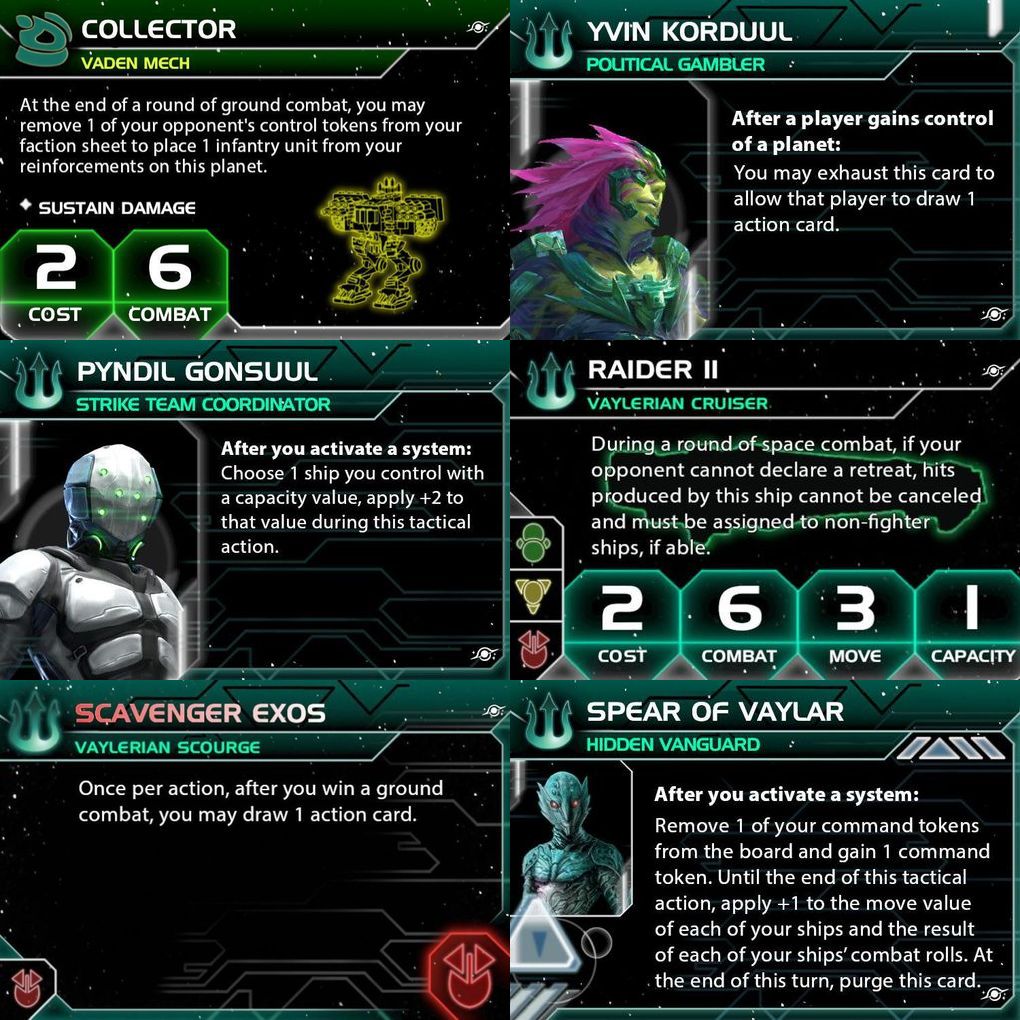 COLLECTOR
VADEN MECH
At the end of a round of ground combat, you may
remove 1 of your opponent's control tokens from your
faction sheet to place 1 infantry unit from your
reinforcements on this planet.
SUSTAIN DAMAGE
2 6
COST COMBAT
YVIN KORDUUL
POLITICAL GAMBLER
After a player gains control
of a planet:
You may exhaust this card to
allow that player to draw 1
action card.
PYNDIL GONSUUL
STRIKE TEAM COORDINATOR
After you activate a system:
Choose 1 ship you control with
a capacity value, apply +2 to
that value during this tactical
action.
RAIDER II
VAYLERIAN CRUISER
During a round of space combat, if your
opponent cannot declare a retreat, hits
produced by this ship cannot be canceled
and must be assigned to non-fighter
ships, if able.
2 6 3 1
COST COMBAT MOVE CAPACITY
SCAVENGER EXOS
VAYLERIAN SCOURGE
Once per action, after you win a ground
combat, you may draw 1 action card.
SPEAR OF VAYLAR
HIDDEN VANGUARD
After you activate a system:
Remove 1 of your command tokens
from the board and gain 1 command
token. Until the end of this tactical
action, apply +1 to the move value
of each of your ships and the result
of each of your ships’ combat rolls. At
the end of this turn, purge this card.